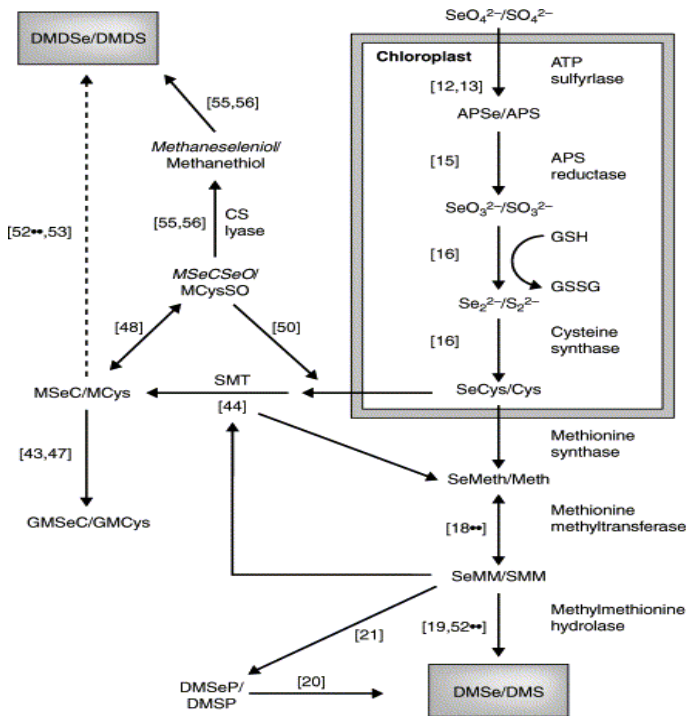 SeO₄²⁻/SO₄²⁻
DMDSe/DMDS
Chloroplast
ATP
sulfyrlase
[12,13]
APSe/APS
[55,56]
Methaneseleniol/
Methanethiol
[15]
APS
reductase
SeO₃²⁻/SO₃²⁻
[52••,53]
[55,56]
CS
lyase
GSH
[16]
GSSG
MSeCSeO/
MCysSO
Se₂²⁻/S₂²⁻
[48]
[50]
[16]
Cysteine
synthase
SMT
MSeC/MCys
SeCys/Cys
[44]
[43,47]
Methionine
synthase
SeMeth/Meth
GMSeC/GMCys
[18••]
Methionine
methyltransferase
SeMM/SMM
[21]
[19,52••]
Methylmethionine
hydrolase
DMSeP/
DMSP
[20]
DMSe/DMS